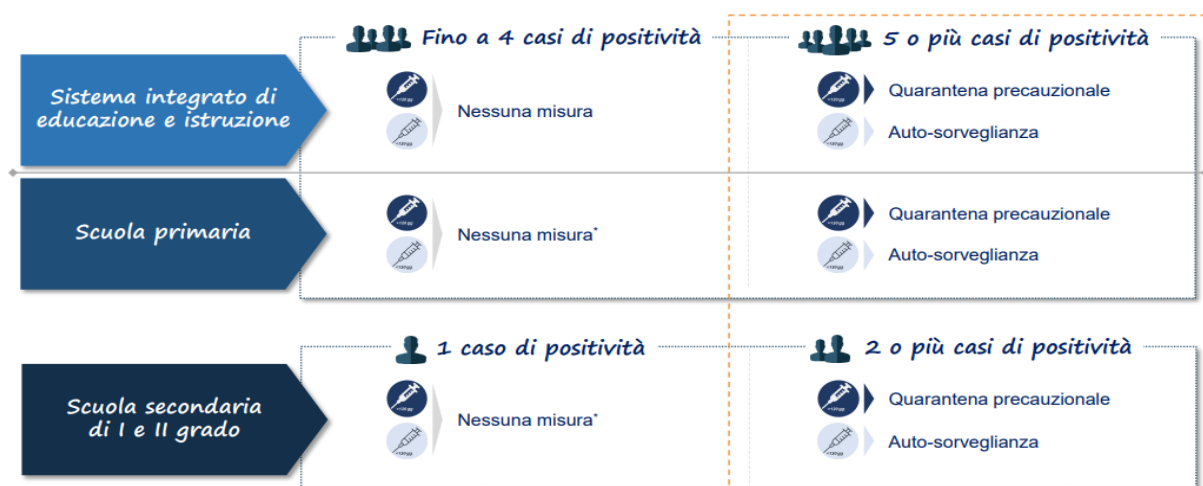 Fino a 4 casi di positività
5 o più casi di positività
Sistema integrato di
educazione e istruzione
Nessuna misura
Quarantena precauzionale
Auto-sorveglianza
Scuola primaria
Nessuna misura*
Quarantena precauzionale
Auto-sorveglianza
1 caso di positività
2 o più casi di positività
Scuola secondaria
di I e II grado
Nessuna misura*
Quarantena precauzionale
Auto-sorveglianza